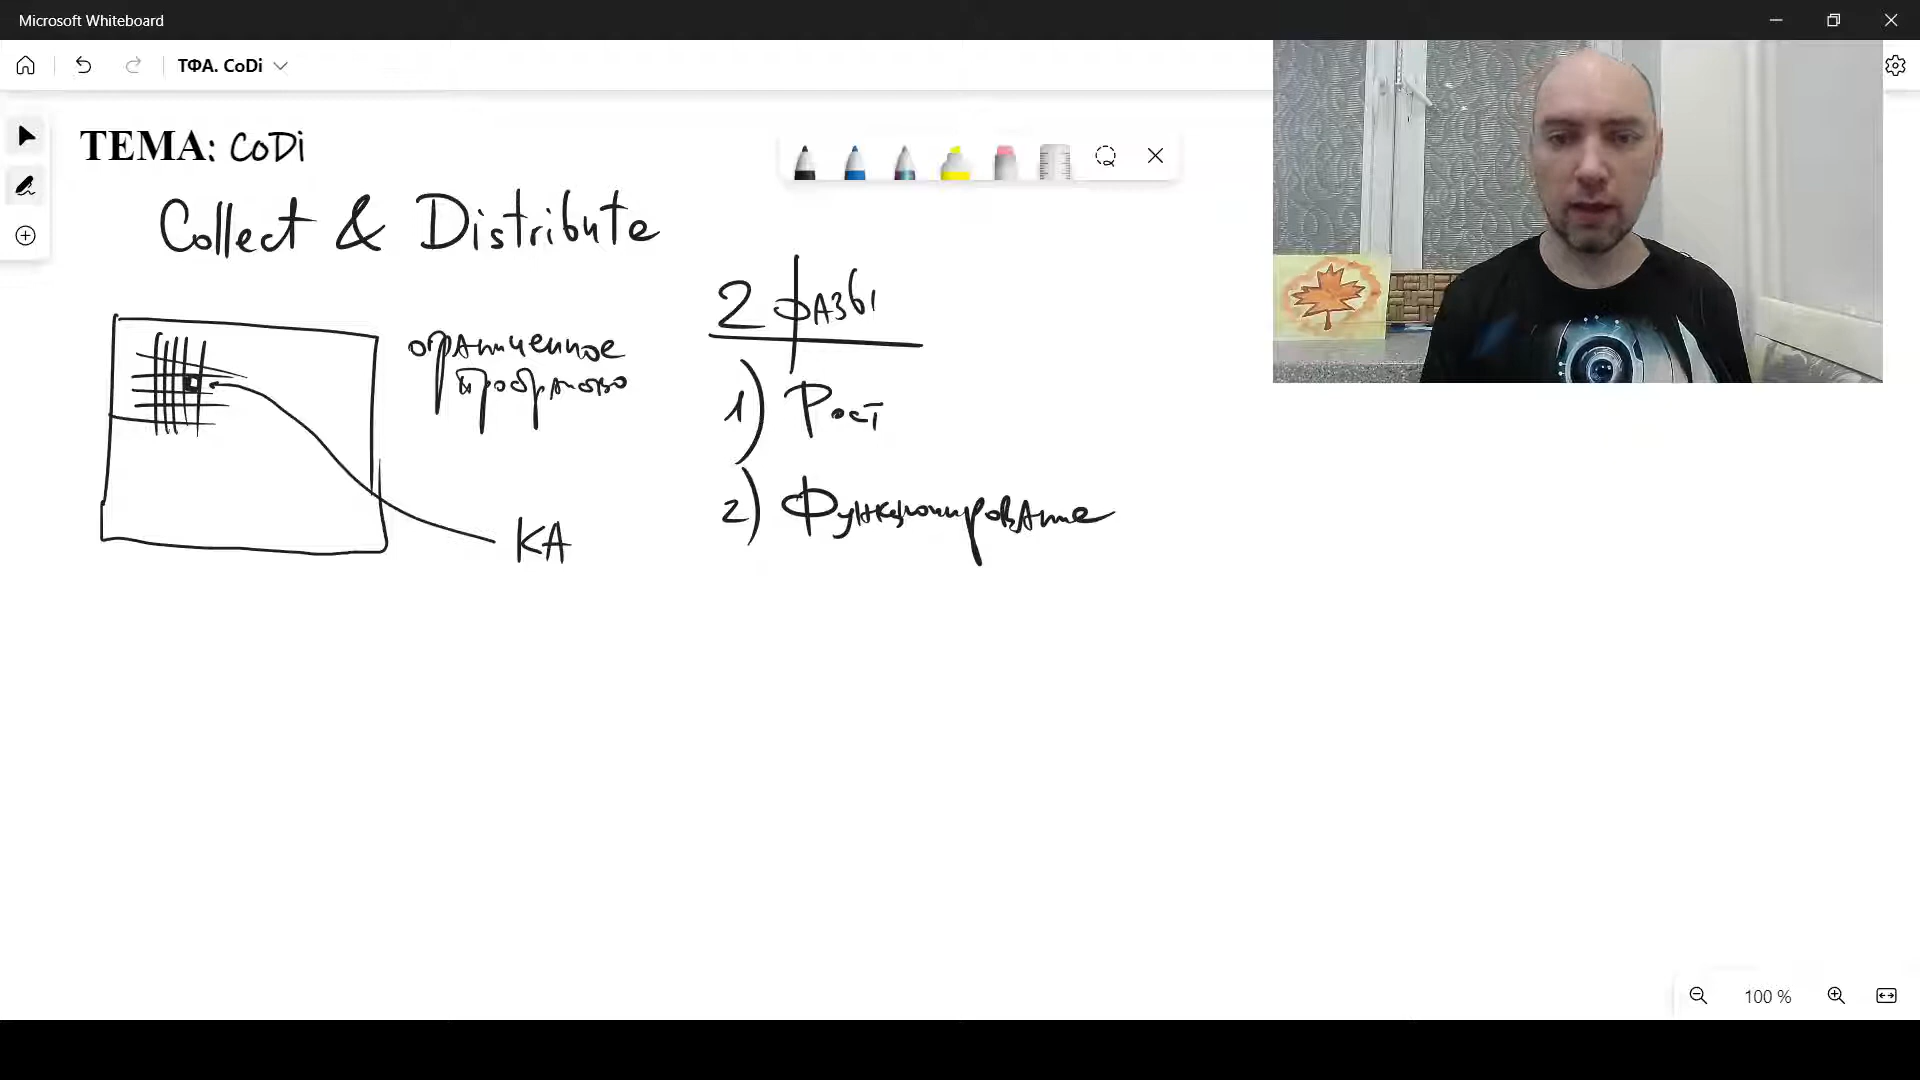 Microsoft Whiteboard
ТФА. CoDi
ТЕМА: CoDi
Collect & Distribute
2 фазы
ограниченное
пространство
1) Рост
2) Функционирование
КА
100 %